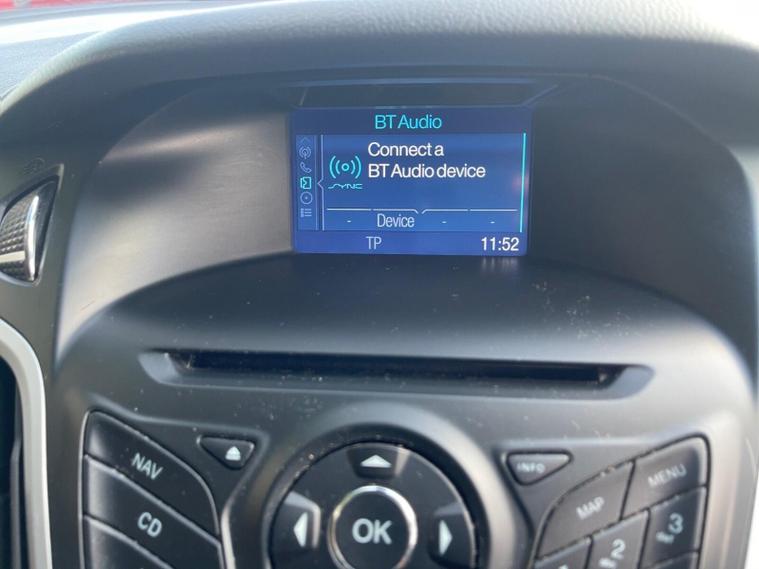 BT Audio
Connect a
BT Audio device
SYNC
- Device - -
TP 11:52
NAV
CD
INFO
MAP
MENU
OK
2
3